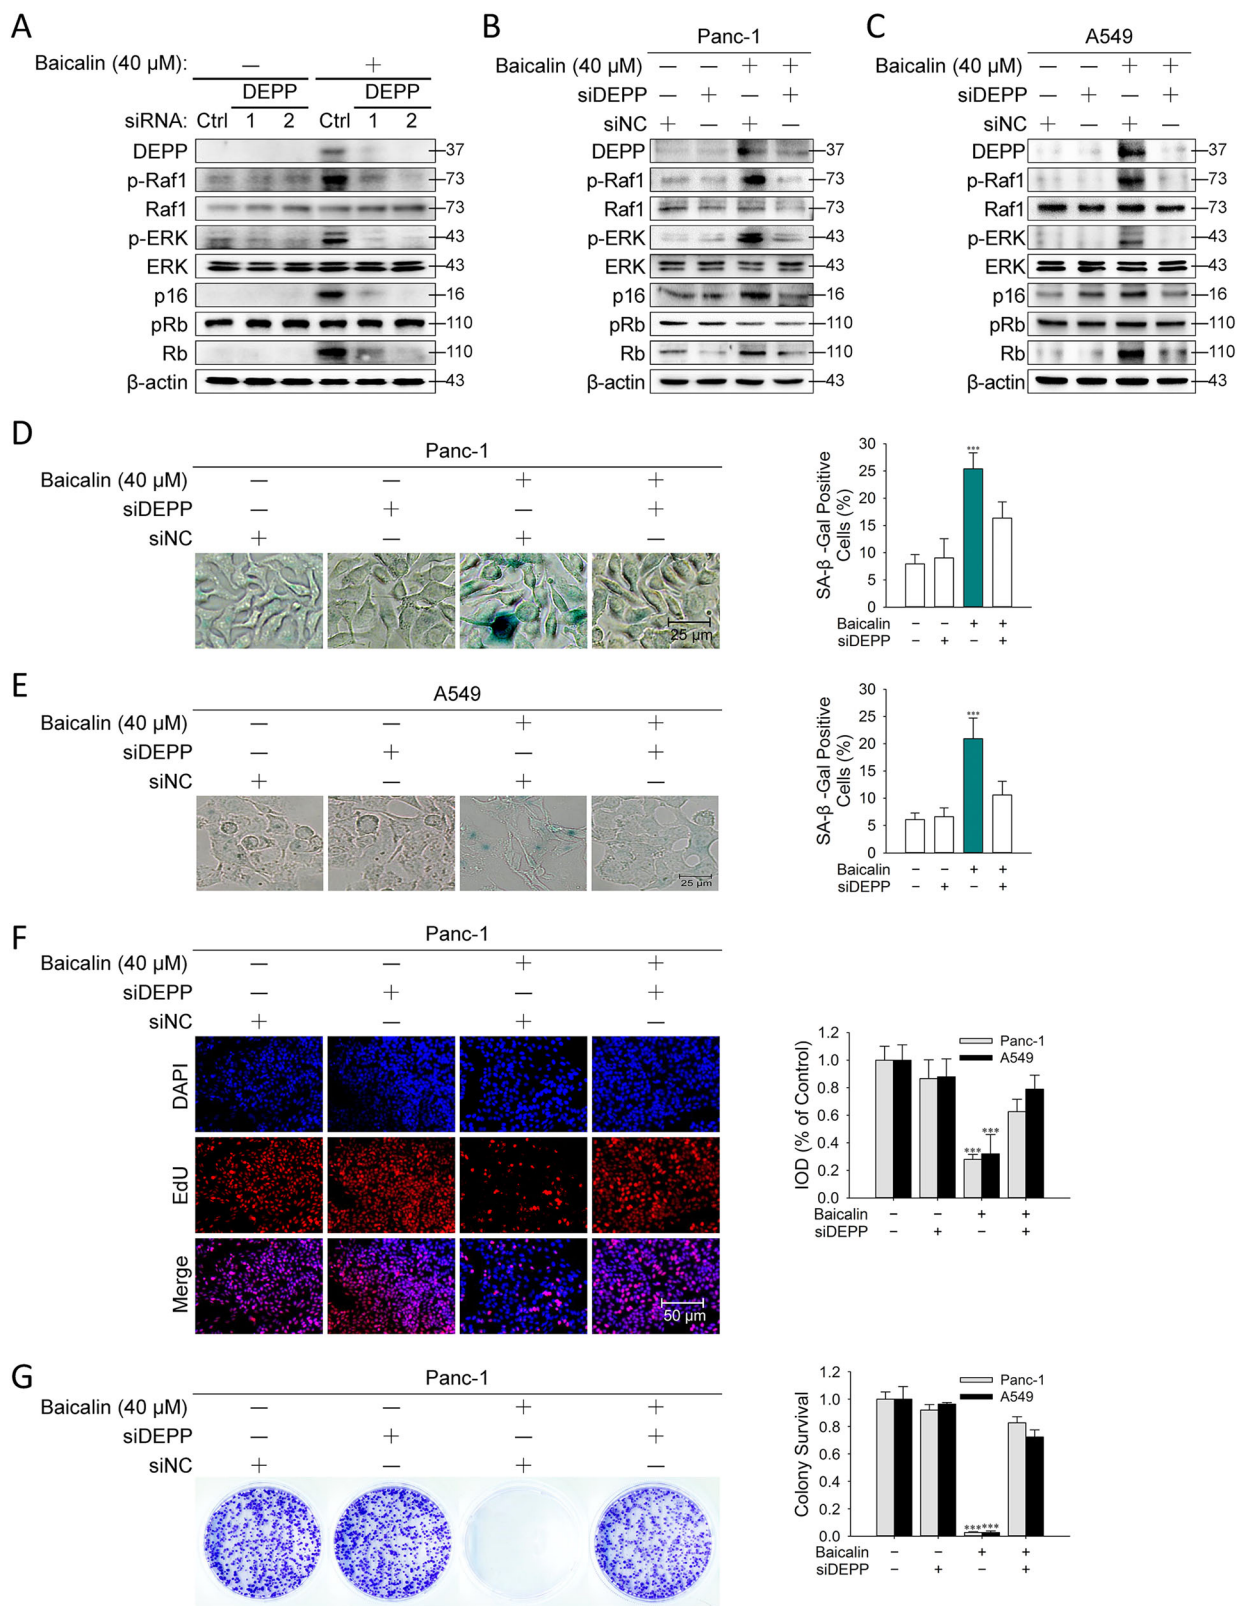 A
Baicalin (40 µM): — +
DEPP DEPP
siRNA: Ctrl 1 2 Ctrl 1 2
DEPP 37
p-Raf1 73
Raf1 73
p-ERK 43
ERK 43
p16 16
pRb 110
Rb 110
β-actin 43
B
Panc-1
Baicalin (40 µM) — — + +
siDEPP — + — +
siNC + — + —
DEPP 37
p-Raf1 73
Raf1 73
p-ERK 43
ERK 43
p16 16
pRb 110
Rb 110
β-actin 43
C
A549
Baicalin (40 µM) — — + +
siDEPP — + — +
siNC + — + —
DEPP 37
p-Raf1 73
Raf1 73
p-ERK 43
ERK 43
p16 16
pRb 110
Rb 110
β-actin 43
D
Panc-1
Baicalin (40 µM) — — + +
siDEPP — + — +
siNC + — + —
25 µm
SA-β -Gal Positive
Cells (%)
30
25
20
15
10
5
0
***
Baicalin − − + +
siDEPP − + − +
E
A549
Baicalin (40 µM) — — + +
siDEPP — + — +
siNC + — + —
25 µm
SA-β -Gal Positive
Cells (%)
30
25
20
15
10
5
0
***
Baicalin − − + +
siDEPP − + − +
F
Panc-1
Baicalin (40 µM) — — + +
siDEPP — + — +
siNC + — + —
DAPI
EdU
Merge
50 µm
IOD (% of Control)
1.2
1.0
0.8
0.6
0.4
0.2
0.0
Panc-1
A549
*** ***
Baicalin − − + +
siDEPP − + − +
G
Panc-1
Baicalin (40 µM) — — + +
siDEPP — + — +
siNC + — + —
Colony Survival
1.2
1.0
0.8
0.6
0.4
0.2
0.0
Panc-1
A549
*** ***
Baicalin − − + +
siDEPP − + − +